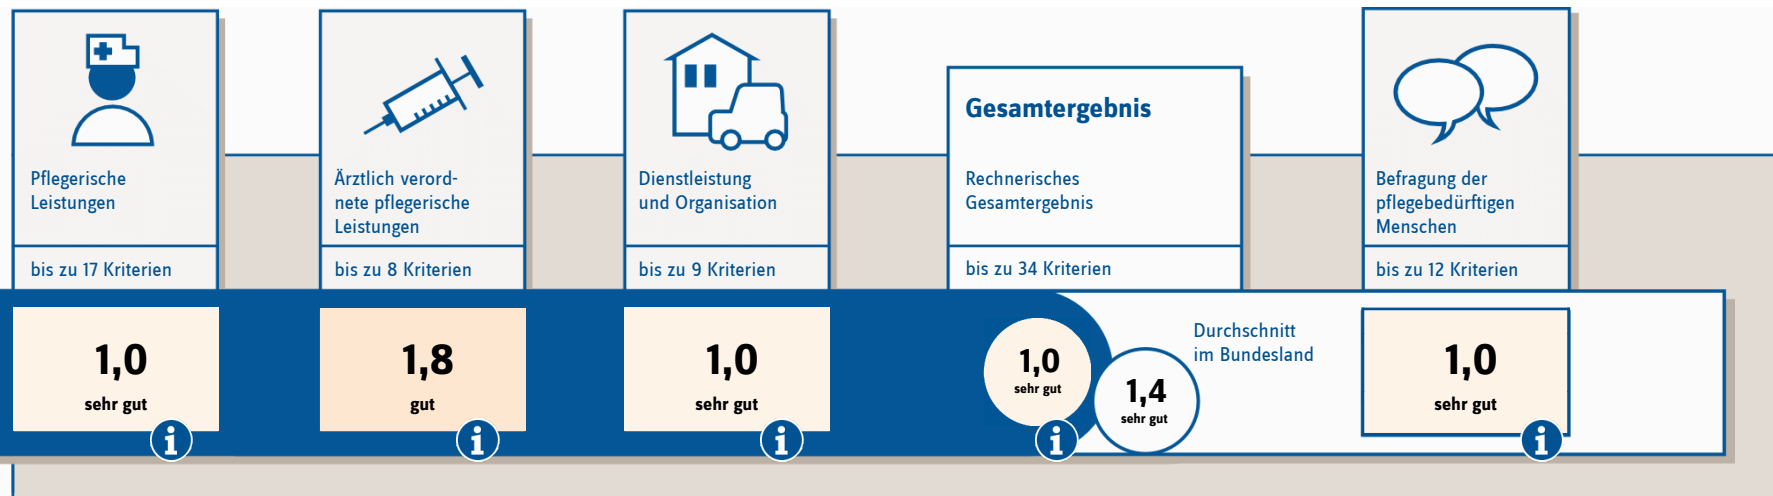 Pflegerische
Leistungen
bis zu 17 Kriterien
1,0
sehr gut
i
Ärztlich verord-
nete pflegerische
Leistungen
bis zu 8 Kriterien
1,8
gut
i
Dienstleistung
und Organisation
bis zu 9 Kriterien
1,0
sehr gut
i
Gesamtergebnis
Rechnerisches
Gesamtergebnis
bis zu 34 Kriterien
1,0
sehr gut
i
1,4
sehr gut
Durchschnitt
im Bundesland
Befragung der
pflegebedürftigen
Menschen
bis zu 12 Kriterien
1,0
sehr gut
i